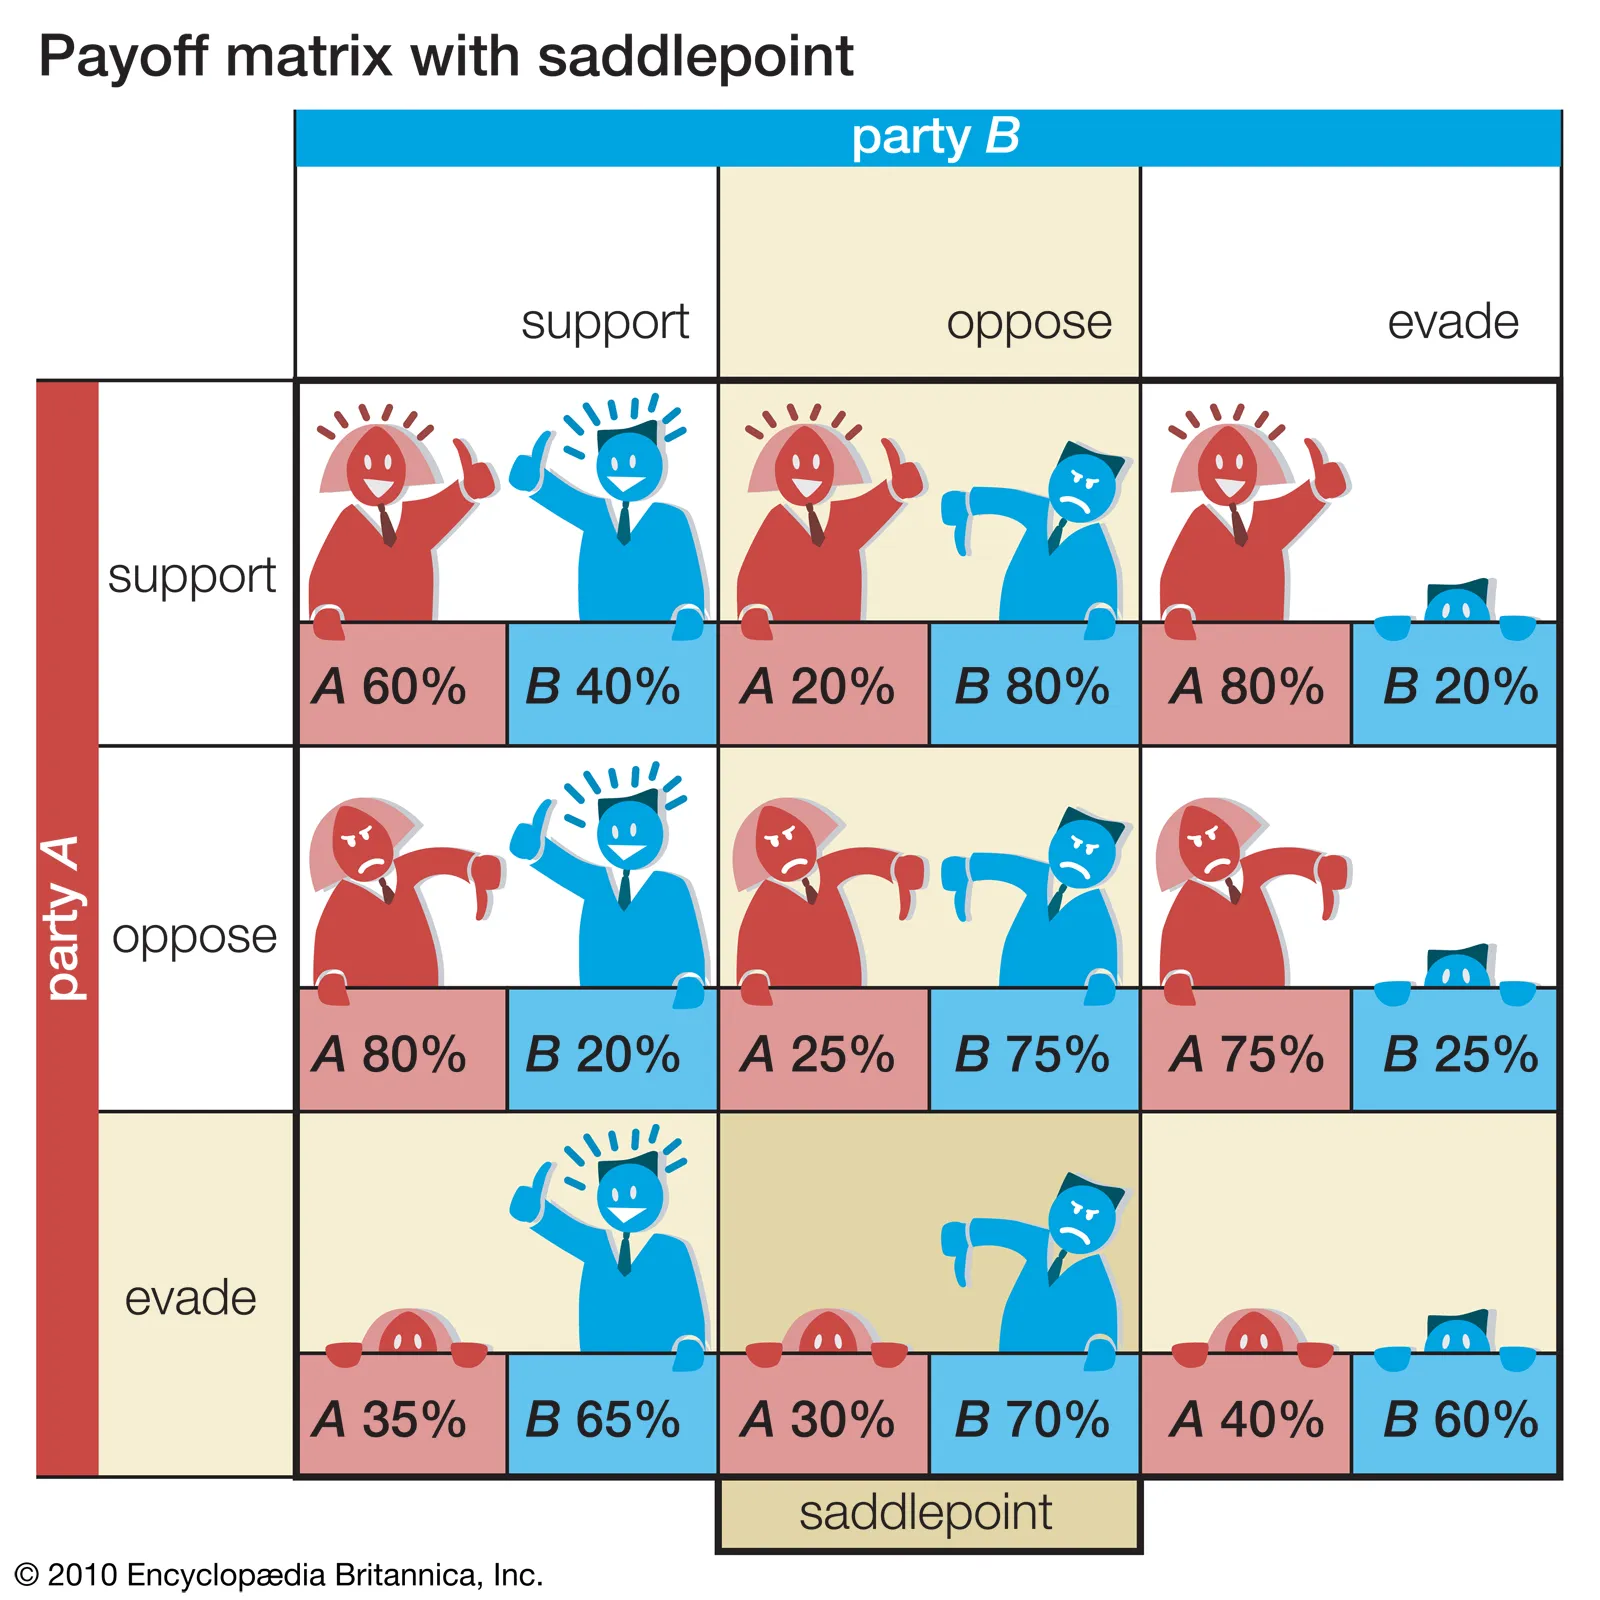 Payoff matrix with saddlepoint
party B
support oppose evade
party A
support
A 60% B 40% A 20% B 80% A 80% B 20%
oppose
A 80% B 20% A 25% B 75% A 75% B 25%
evade
A 35% B 65% A 30% B 70% A 40% B 60%
saddlepoint
© 2010 Encyclopædia Britannica, Inc.